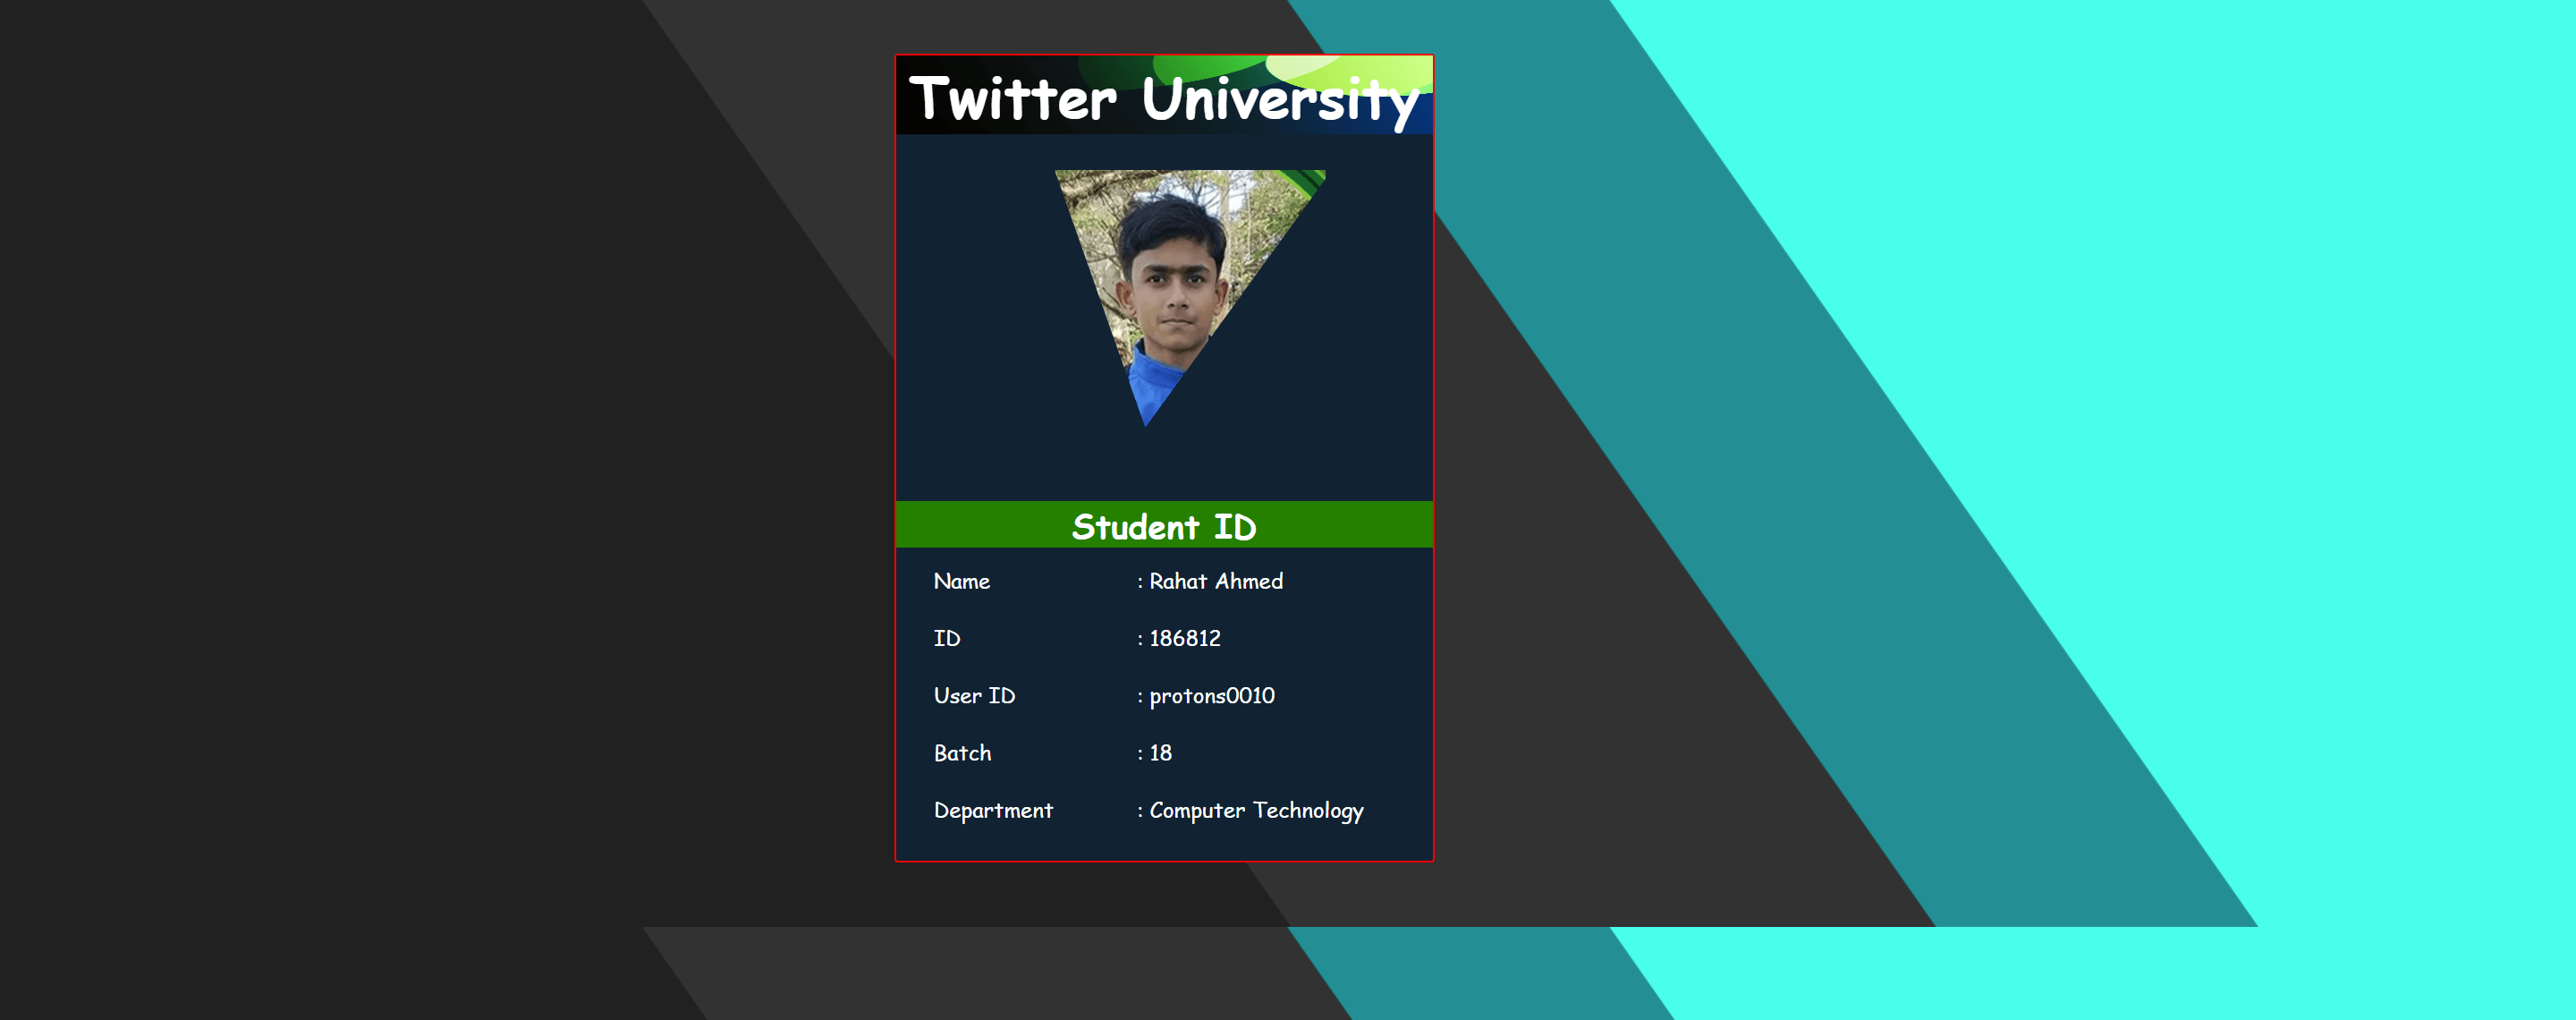 Twitter University
Student ID
Name : Rahat Ahmed
ID : 186812
User ID : protons0010
Batch : 18
Department : Computer Technology